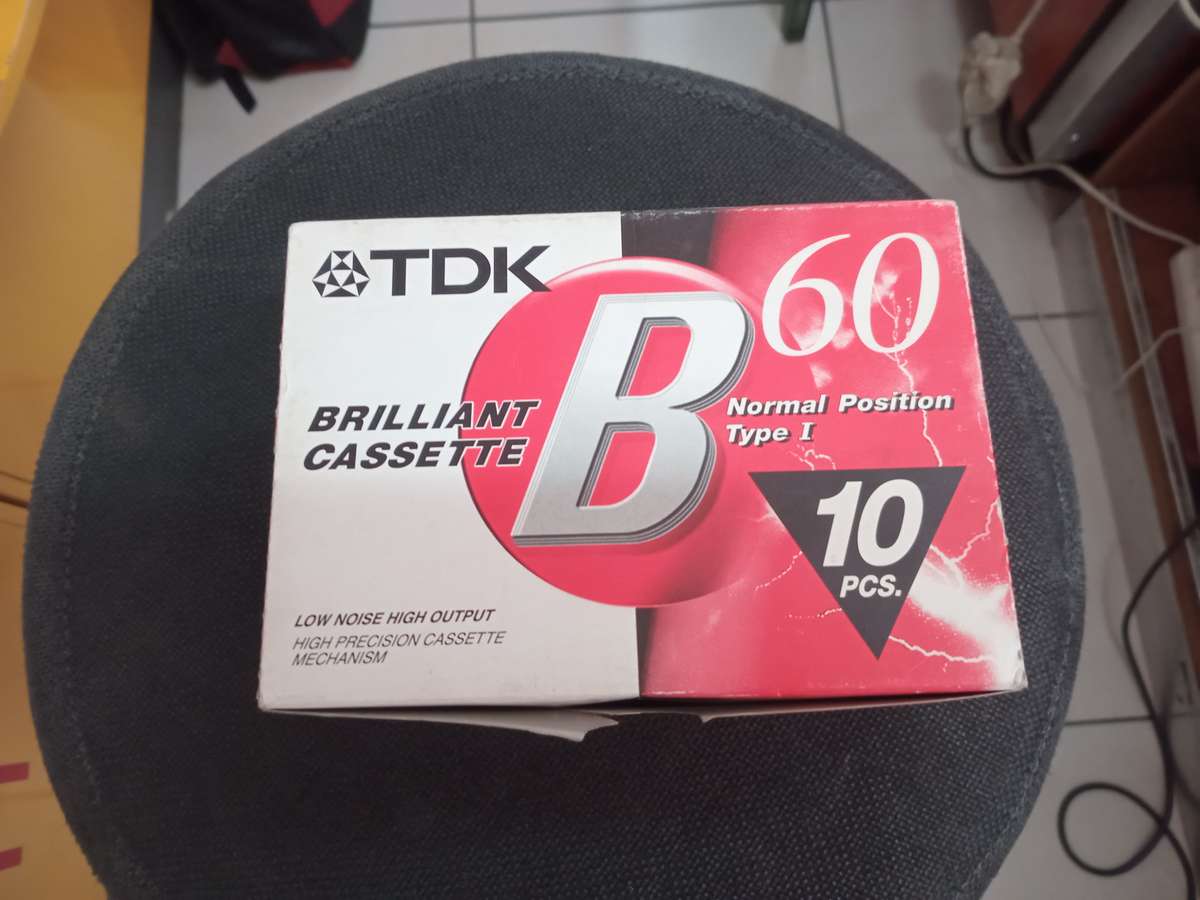 TDK
B
60
BRILLIANT
CASSETTE
Normal Position
Type I
10
PCS.
LOW NOISE HIGH OUTPUT
HIGH PRECISION CASSETTE
MECHANISM